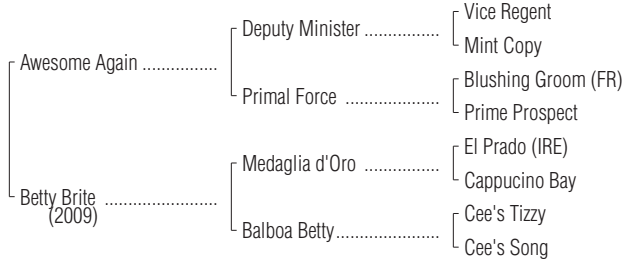 Vice Regent
Deputy Minister ..................
Mint Copy
Awesome Again ................
Blushing Groom (FR)
Primal Force ....................
Prime Prospect
El Prado (IRE)
Medaglia d'Oro ................
Cappucino Bay
Betty Brite ........................
(2009)
Cee's Tizzy
Balboa Betty......................
Cee's Song